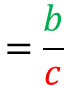 = b/c